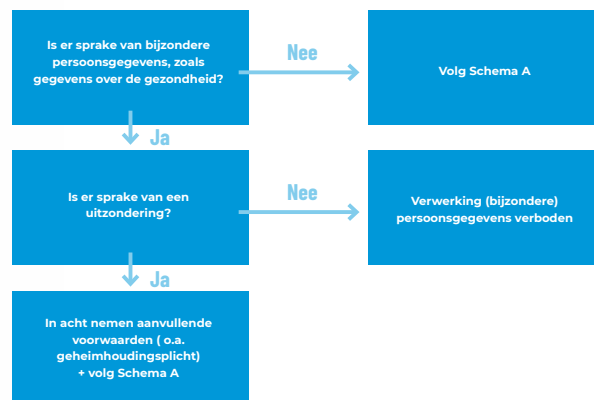 Is er sprake van bijzondere
persoonsgegevens, zoals
gegevens over de gezondheid?
Nee
Volg Schema A
Ja
Is er sprake van een
uitzondering?
Nee
Verwerking (bijzondere)
persoonsgegevens verboden
Ja
In acht nemen aanvullende
voorwaarden ( o.a.
geheimhoudingsplicht)
+ volg Schema A